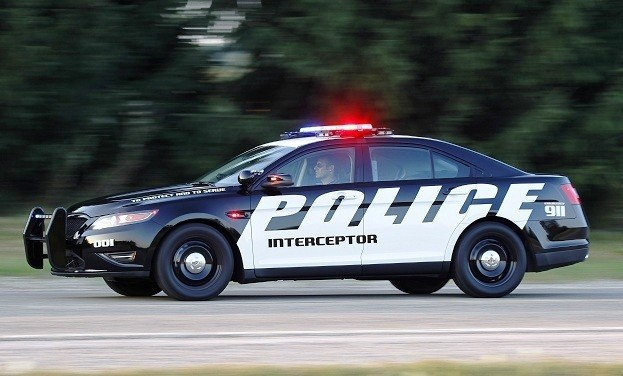 TO PROTECT AND TO SERVE
001
POLICE
INTERCEPTOR
911